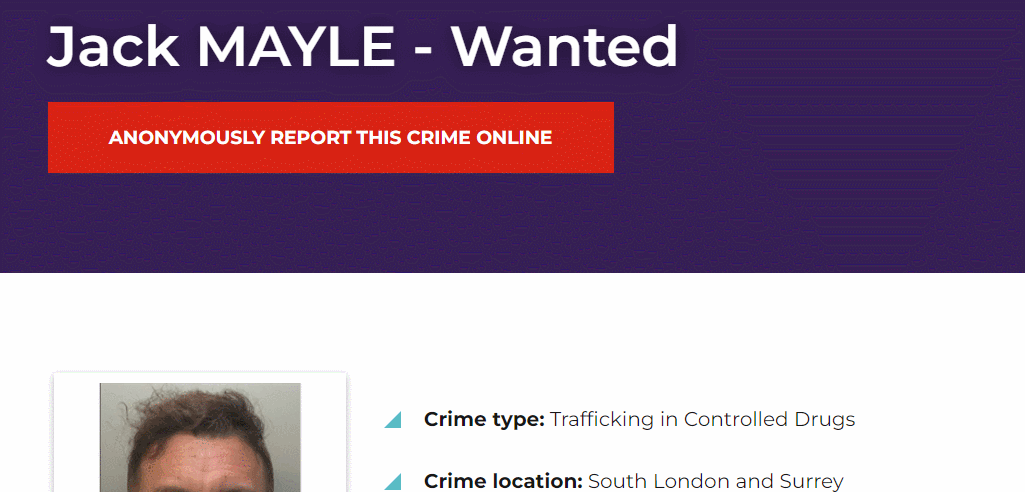 Jack MAYLE - Wanted
ANONYMOUSLY REPORT THIS CRIME ONLINE
Crime type: Trafficking in Controlled Drugs
Crime location: South London and Surrey